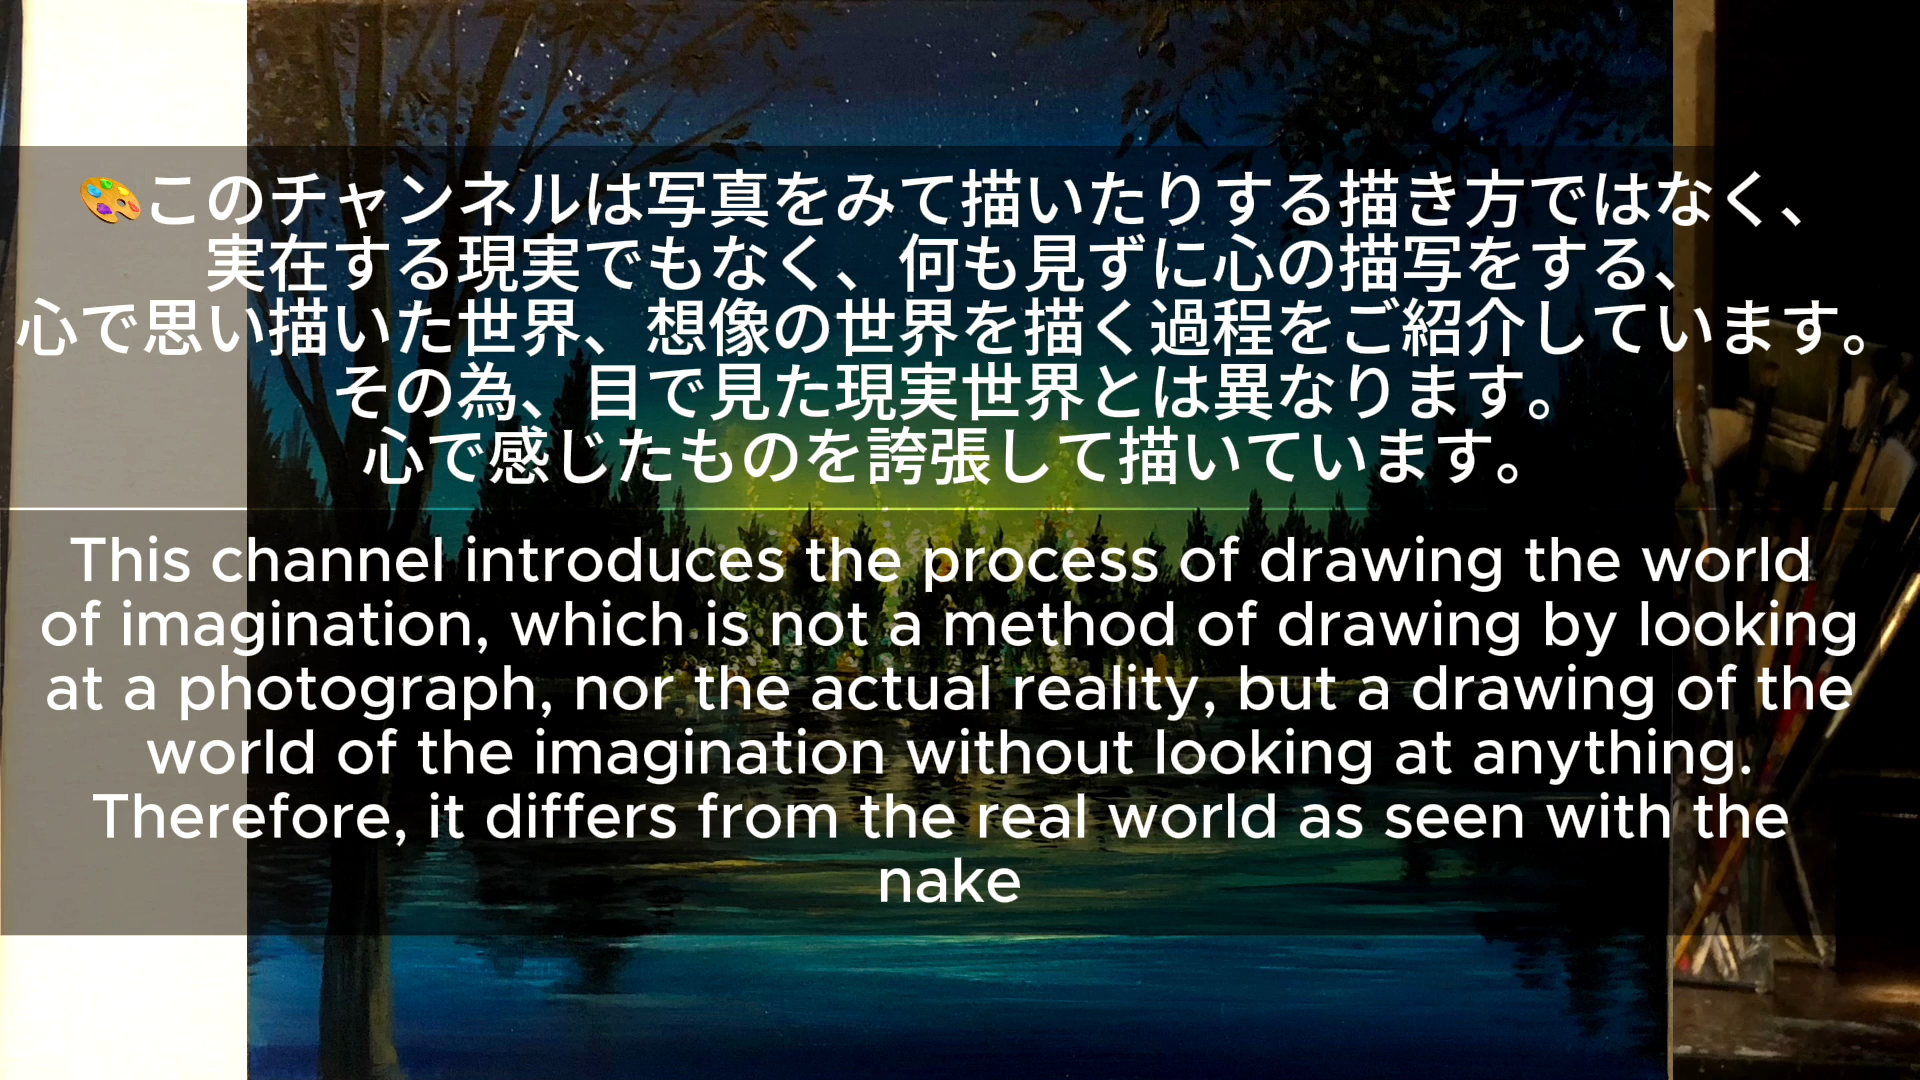 🎨このチャンネルは写真をみて描いたりする描き方ではなく、
実在する現実でもなく、何も見ずに心の描写をする、
心で思い描いた世界、想像の世界を描く過程をご紹介しています。
その為、目で見た現実世界とは異なります。
心で感じたものを誇張して描いています。
This channel introduces the process of drawing the world
of imagination, which is not a method of drawing by looking
at a photograph, nor the actual reality, but a drawing of the
world of the imagination without looking at anything.
Therefore, it differs from the real world as seen with the
nake